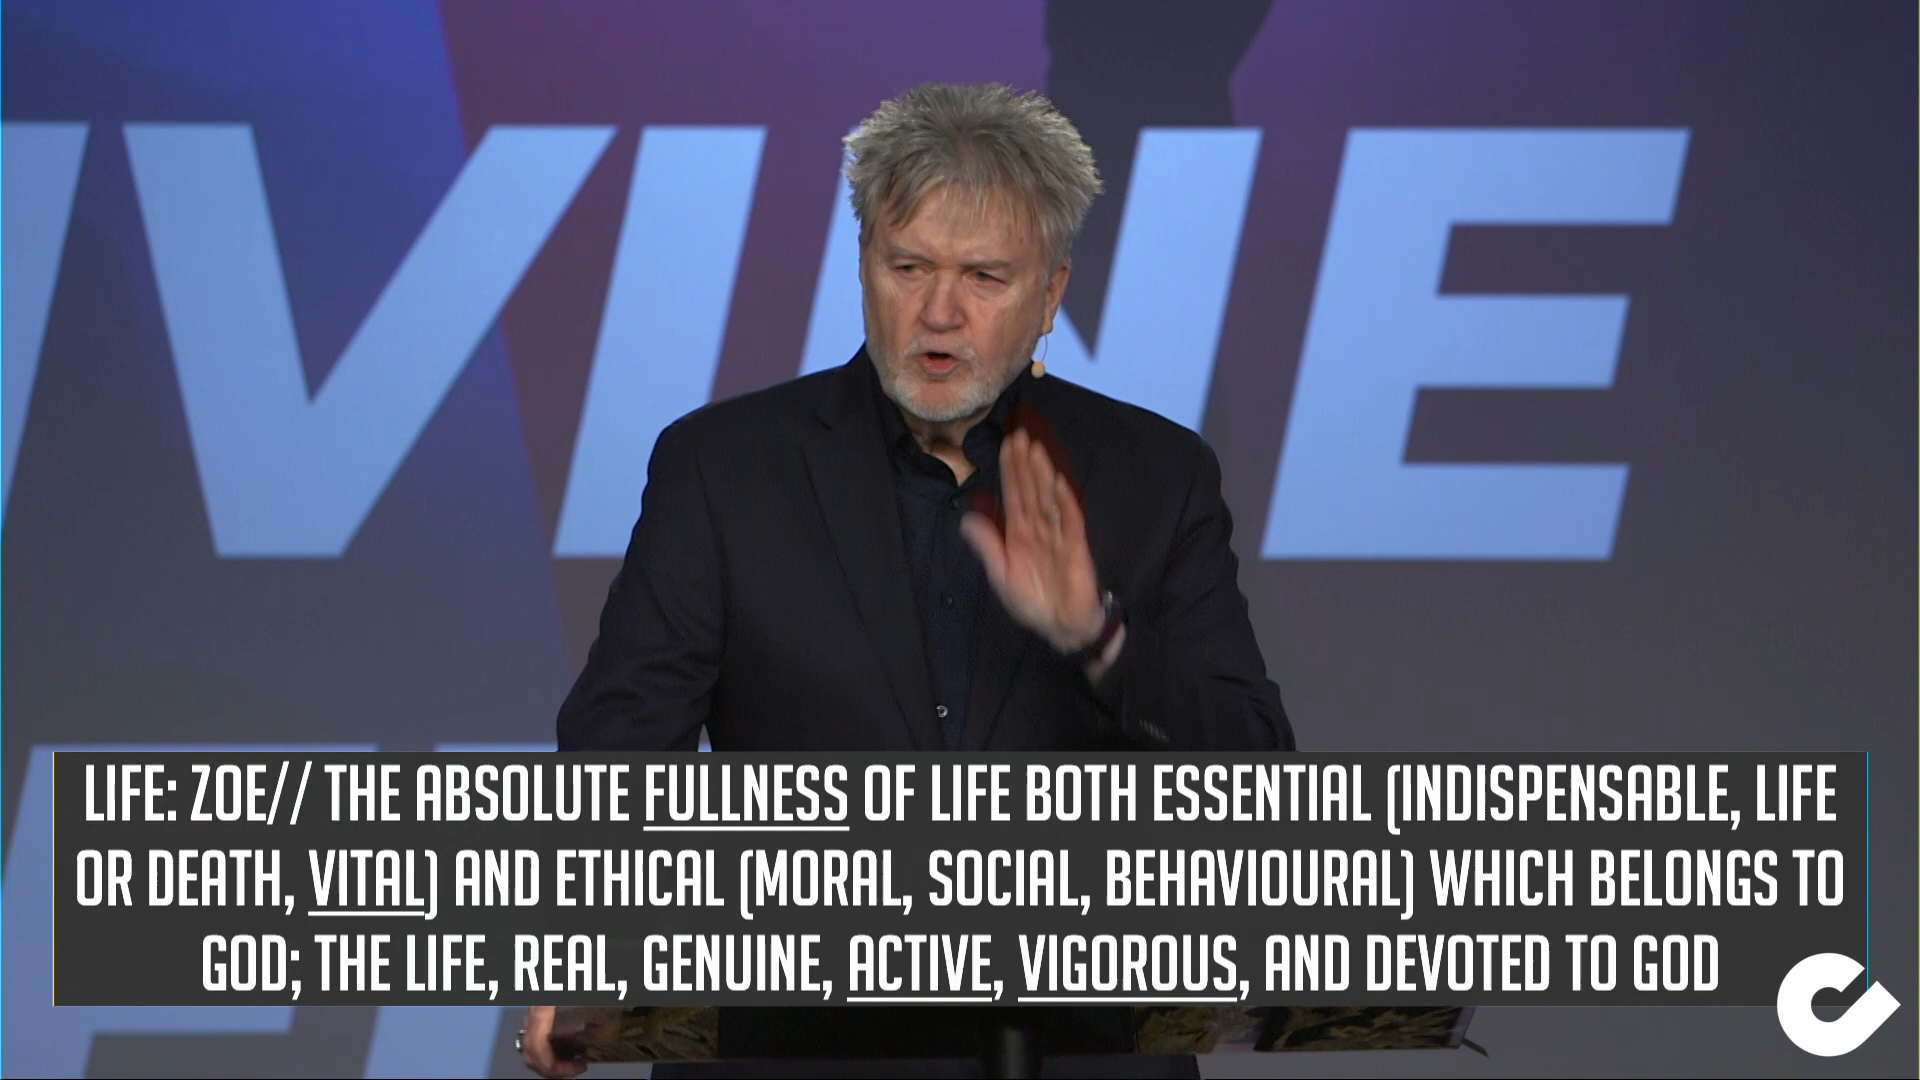 VINE
LIFE: ZOE// THE ABSOLUTE FULLNESS OF LIFE BOTH ESSENTIAL (INDISPENSABLE, LIFE
OR DEATH, VITAL) AND ETHICAL (MORAL, SOCIAL, BEHAVIOURAL) WHICH BELONGS TO
GOD; THE LIFE, REAL, GENUINE, ACTIVE, VIGOROUS, AND DEVOTED TO GOD